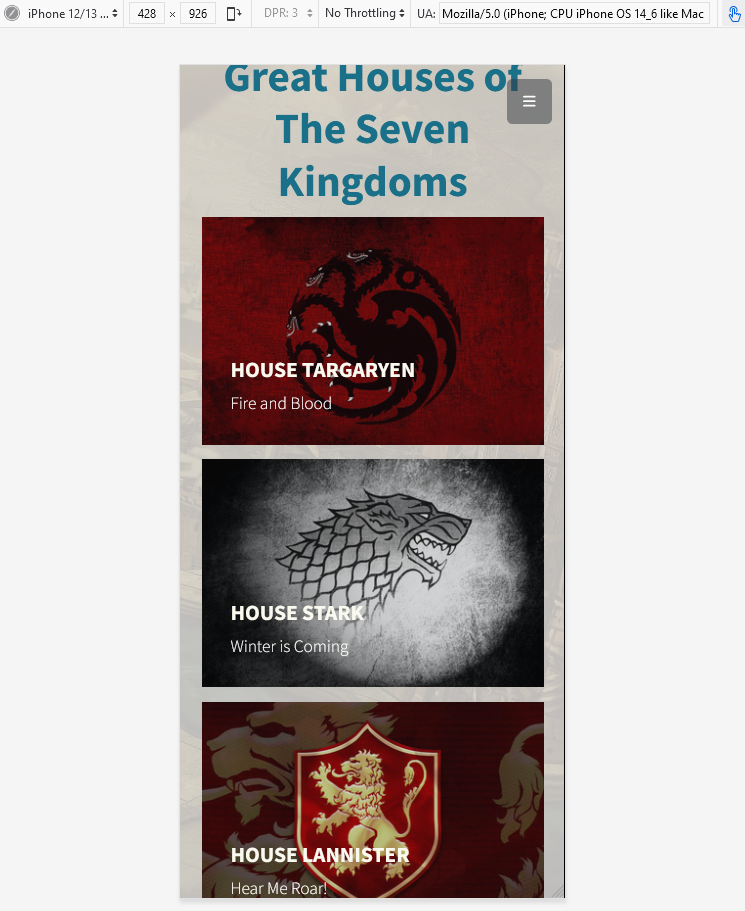 iPhone 12/13 ... 428 × 926 DPR: 3 No Throttling UA: Mozilla/5.0 (iPhone; CPU iPhone OS 14_6 like Mac
Great Houses of
The Seven
Kingdoms
HOUSE TARGARYEN
Fire and Blood
HOUSE STARK
Winter is Coming
HOUSE LANNISTER
Hear Me Roar!